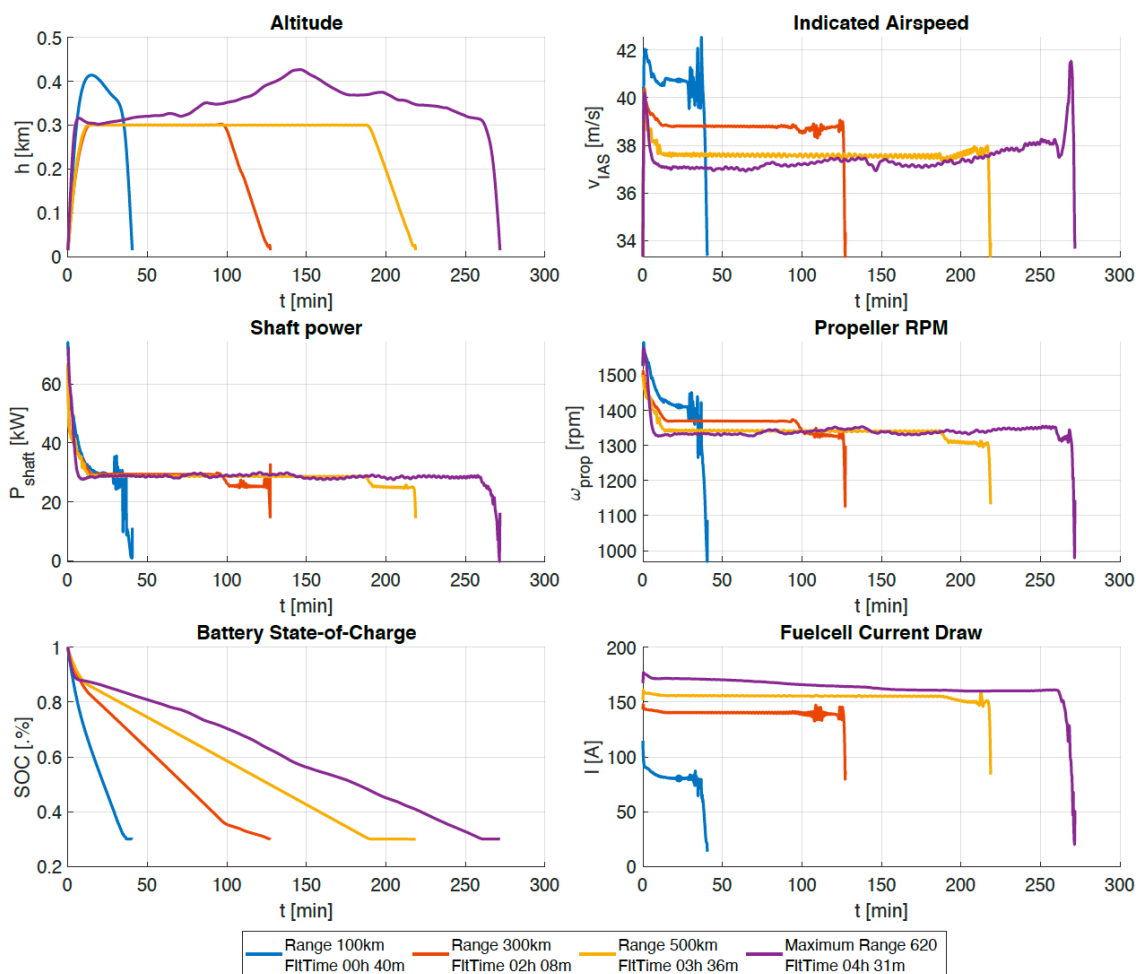 Altitude
0.5
0.4
0.3
0.2
0.1
0
h [km]
0 50 100 150 200 250 300
t [min]
Indicated Airspeed
42
40
38
36
34
v_IAS [m/s]
0 50 100 150 200 250 300
t [min]
Shaft power
60
40
20
0
P_shaft [kW]
0 50 100 150 200 250 300
t [min]
Propeller RPM
1500
1400
1300
1200
1100
1000
ω_prop [rpm]
0 50 100 150 200 250 300
t [min]
Battery State-of-Charge
1
0.8
0.6
0.4
0.2
SOC [.%]
0 50 100 150 200 250 300
t [min]
Fuelcell Current Draw
200
150
100
50
0
I [A]
0 50 100 150 200 250 300
t [min]
Range 100km
FltTime 00h 40m
Range 300km
FltTime 02h 08m
Range 500km
FltTime 03h 36m
Maximum Range 620
FltTime 04h 31m